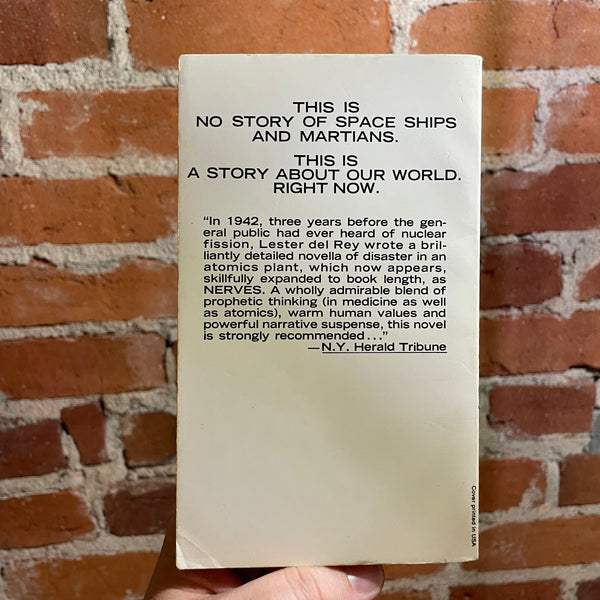 THIS IS
NO STORY OF SPACE SHIPS
AND MARTIANS.
THIS IS
A STORY ABOUT OUR WORLD.
RIGHT NOW.
“In 1942, three years before the gen-
eral public had ever heard of nuclear
fission, Lester del Rey wrote a bril-
liantly detailed novella of disaster in an
atomics plant, which now appears,
skillfully expanded to book length, as
NERVES. A wholly admirable blend of
prophetic thinking (in medicine as well
as atomics), warm human values and
powerful narrative suspense, this novel
is strongly recommended...”
—N.Y. Herald Tribune
Cover printed in USA